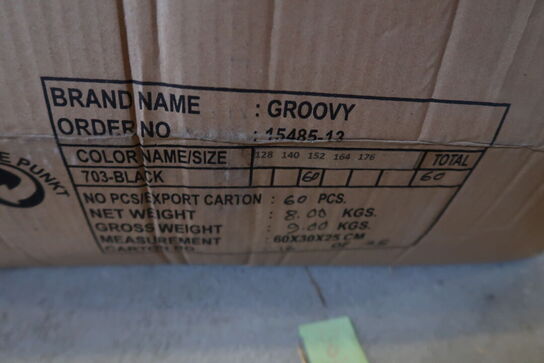 BRAND NAME : GROOVY
ORDER NO : 15485-13
COLOR NAME/SIZE 128 140 152 164 176 TOTAL
703-BLACK 60 60
NO PCS/EXPORT CARTON : 60 PCS.
NET WEIGHT : 8.00 KGS.
GROSS WEIGHT : 9.00 KGS.
MEASUREMENT : 60X30X25 CM
OF
E PUNKT